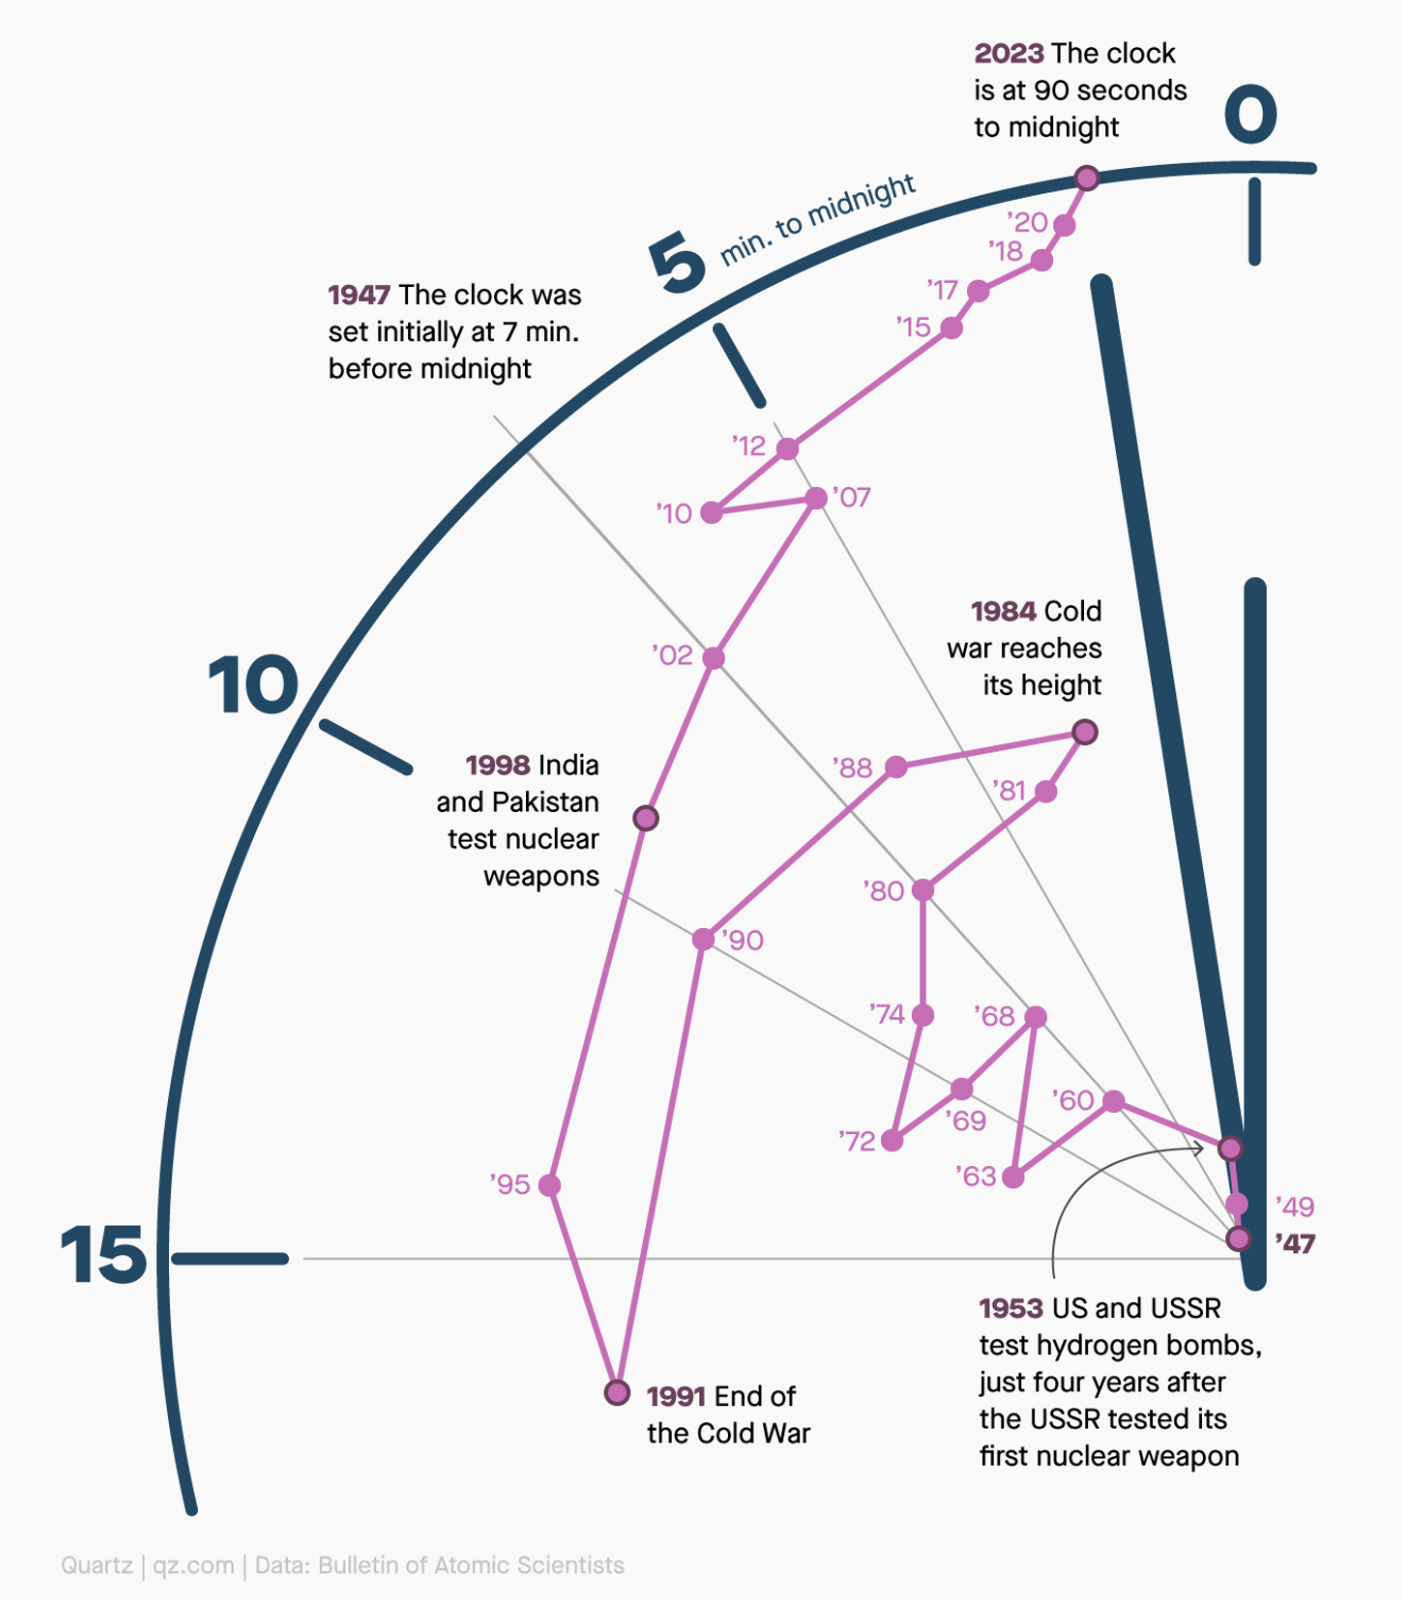 2023 The clock
is at 90 seconds
to midnight
0
5 min. to midnight
’20
’18
’17
’15
1947 The clock was
set initially at 7 min.
before midnight
’12
’10
’07
1984 Cold
war reaches
its height
’02
10
1998 India
and Pakistan
test nuclear
weapons
’88
’81
’80
’90
’74
’68
’60
’69
’72
’63
’95
’49
’47
15
1953 US and USSR
test hydrogen bombs,
just four years after
the USSR tested its
first nuclear weapon
1991 End of
the Cold War
Quartz | qz.com | Data: Bulletin of Atomic Scientists